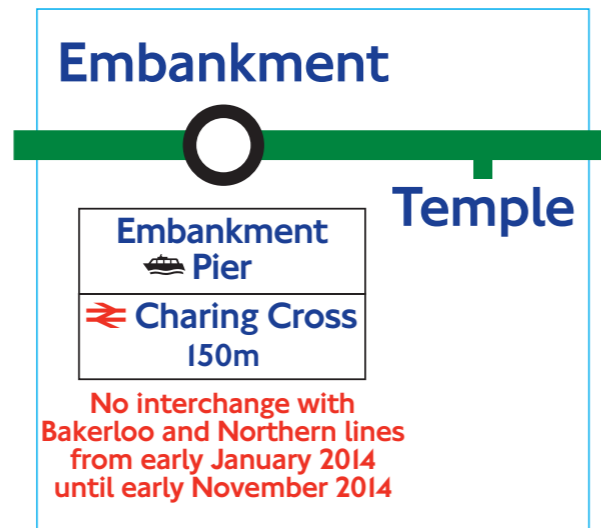 Embankment
Temple
Embankment
Pier
Charing Cross
150m
No interchange with
Bakerloo and Northern lines
from early January 2014
until early November 2014